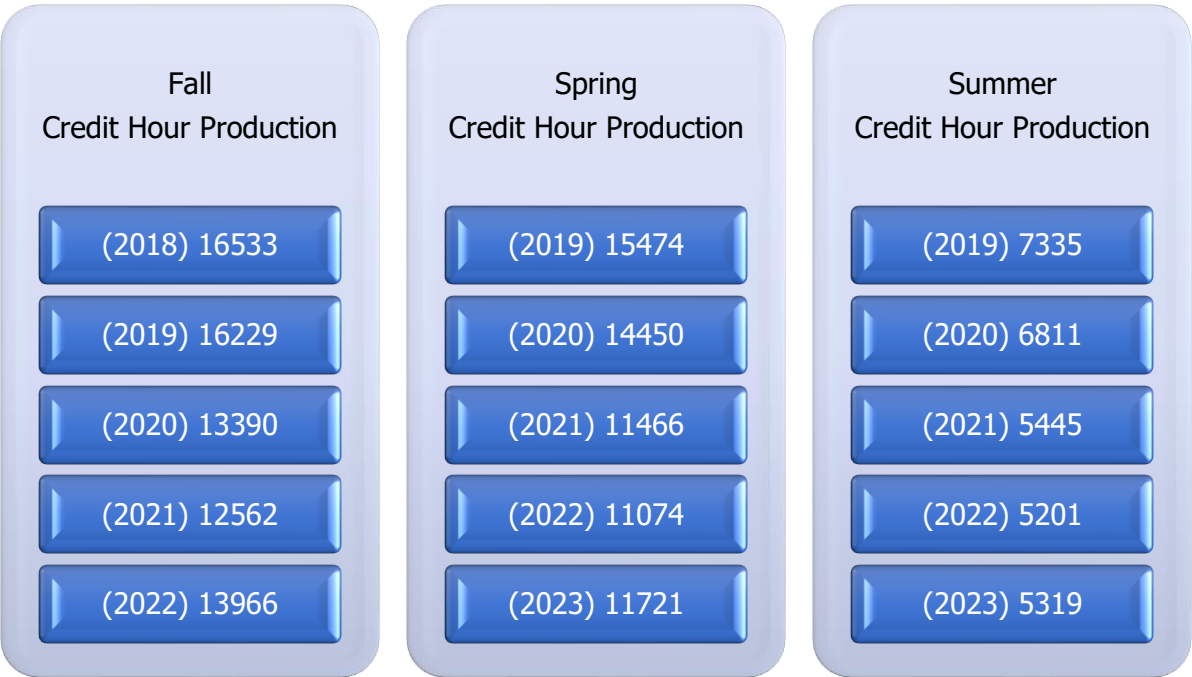 Fall
Credit Hour Production
(2018) 16533
(2019) 16229
(2020) 13390
(2021) 12562
(2022) 13966
Spring
Credit Hour Production
(2019) 15474
(2020) 14450
(2021) 11466
(2022) 11074
(2023) 11721
Summer
Credit Hour Production
(2019) 7335
(2020) 6811
(2021) 5445
(2022) 5201
(2023) 5319